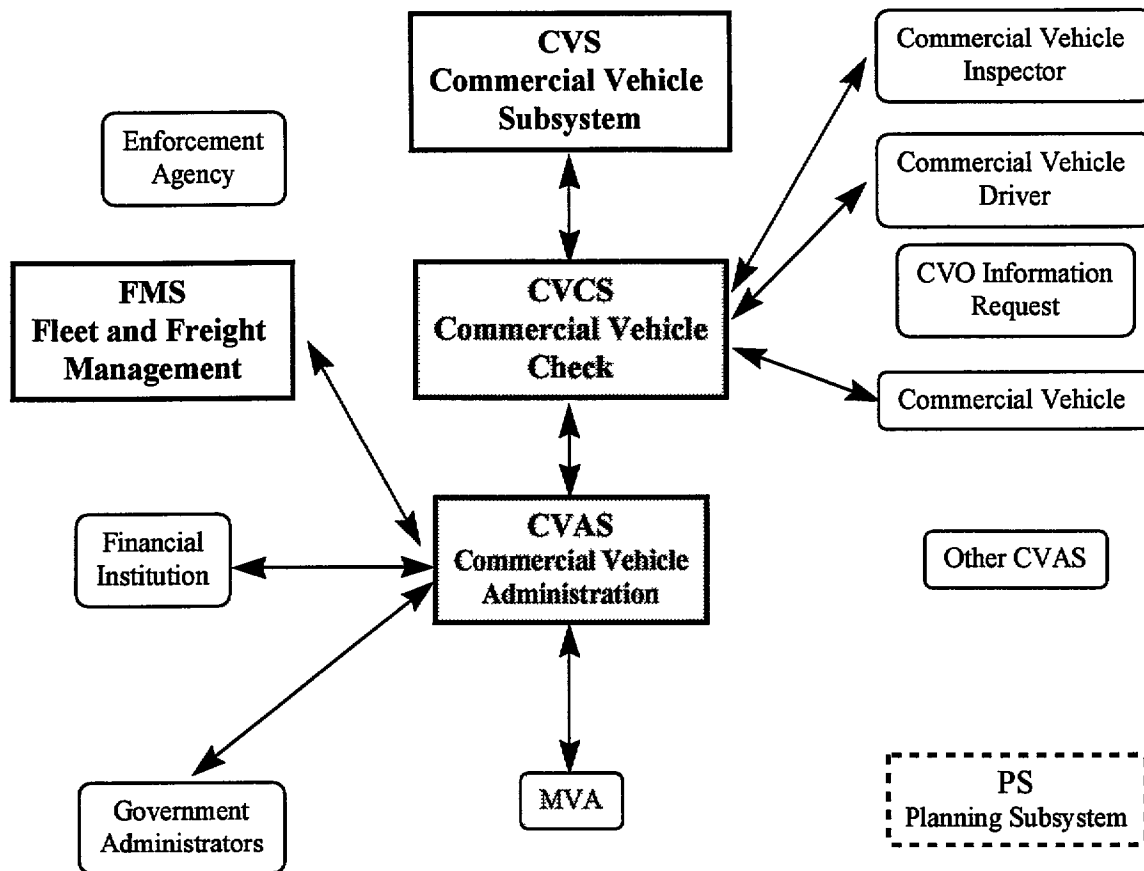 CVS
Commercial Vehicle
Subsystem
Commercial Vehicle
Inspector
Enforcement
Agency
Commercial Vehicle
Driver
FMS
Fleet and Freight
Management
CVCS
Commercial Vehicle
Check
CVO Information
Request
Commercial Vehicle
Financial
Institution
CVAS
Commercial Vehicle
Administration
Other CVAS
Government
Administrators
MVA
PS
Planning Subsystem